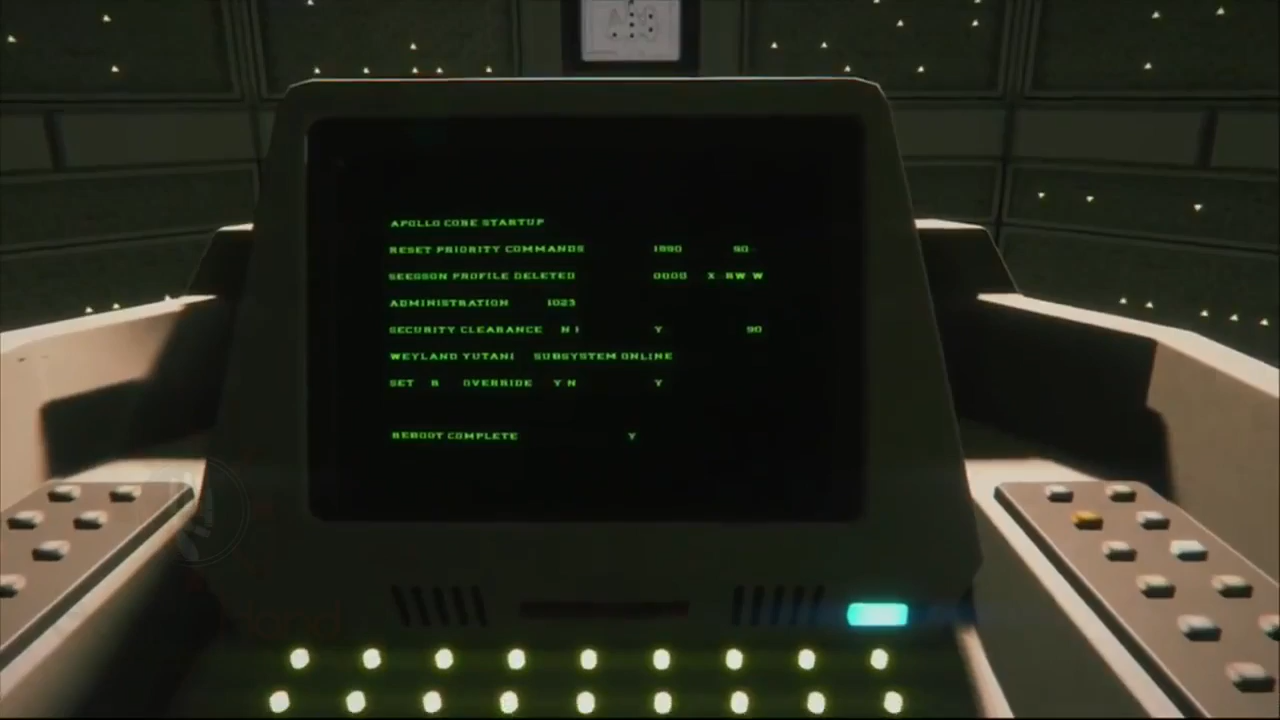 APOLLO CORE STARTUP
RESET PRIORITY COMMANDS 1890 90
SEEGSON PROFILE DELETED 0000 X RW W
ADMINISTRATION 1023
SECURITY CLEARANCE N Y 90
WEYLAND YUTANI SUBSYSTEM ONLINE
SET R OVERRIDE Y N Y
REBOOT COMPLETE Y